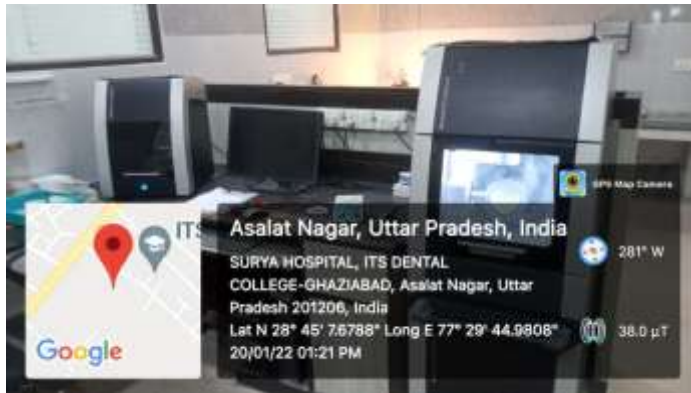 GPS Map Camera
ITS
Google
Asalat Nagar, Uttar Pradesh, India
SURYA HOSPITAL, ITS DENTAL
COLLEGE-GHAZIABAD, Asalat Nagar, Uttar
Pradesh 201206, India
Lat N 28° 45' 7.6788" Long E 77° 29' 44.9808"
20/01/22 01:21 PM
281° W
38.0 µT